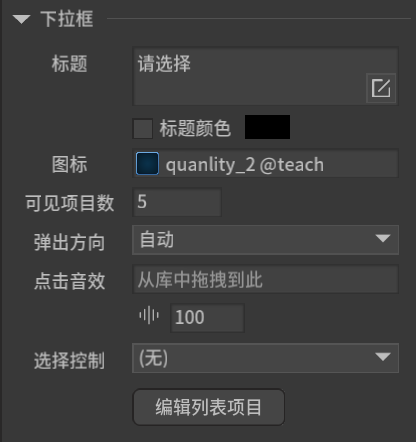 下拉框
标题
请选择
标题颜色
图标
quanlity_2 @teach
可见项目数
5
弹出方向
自动
点击音效
从库中拖拽到此
100
选择控制
(无)
编辑列表项目